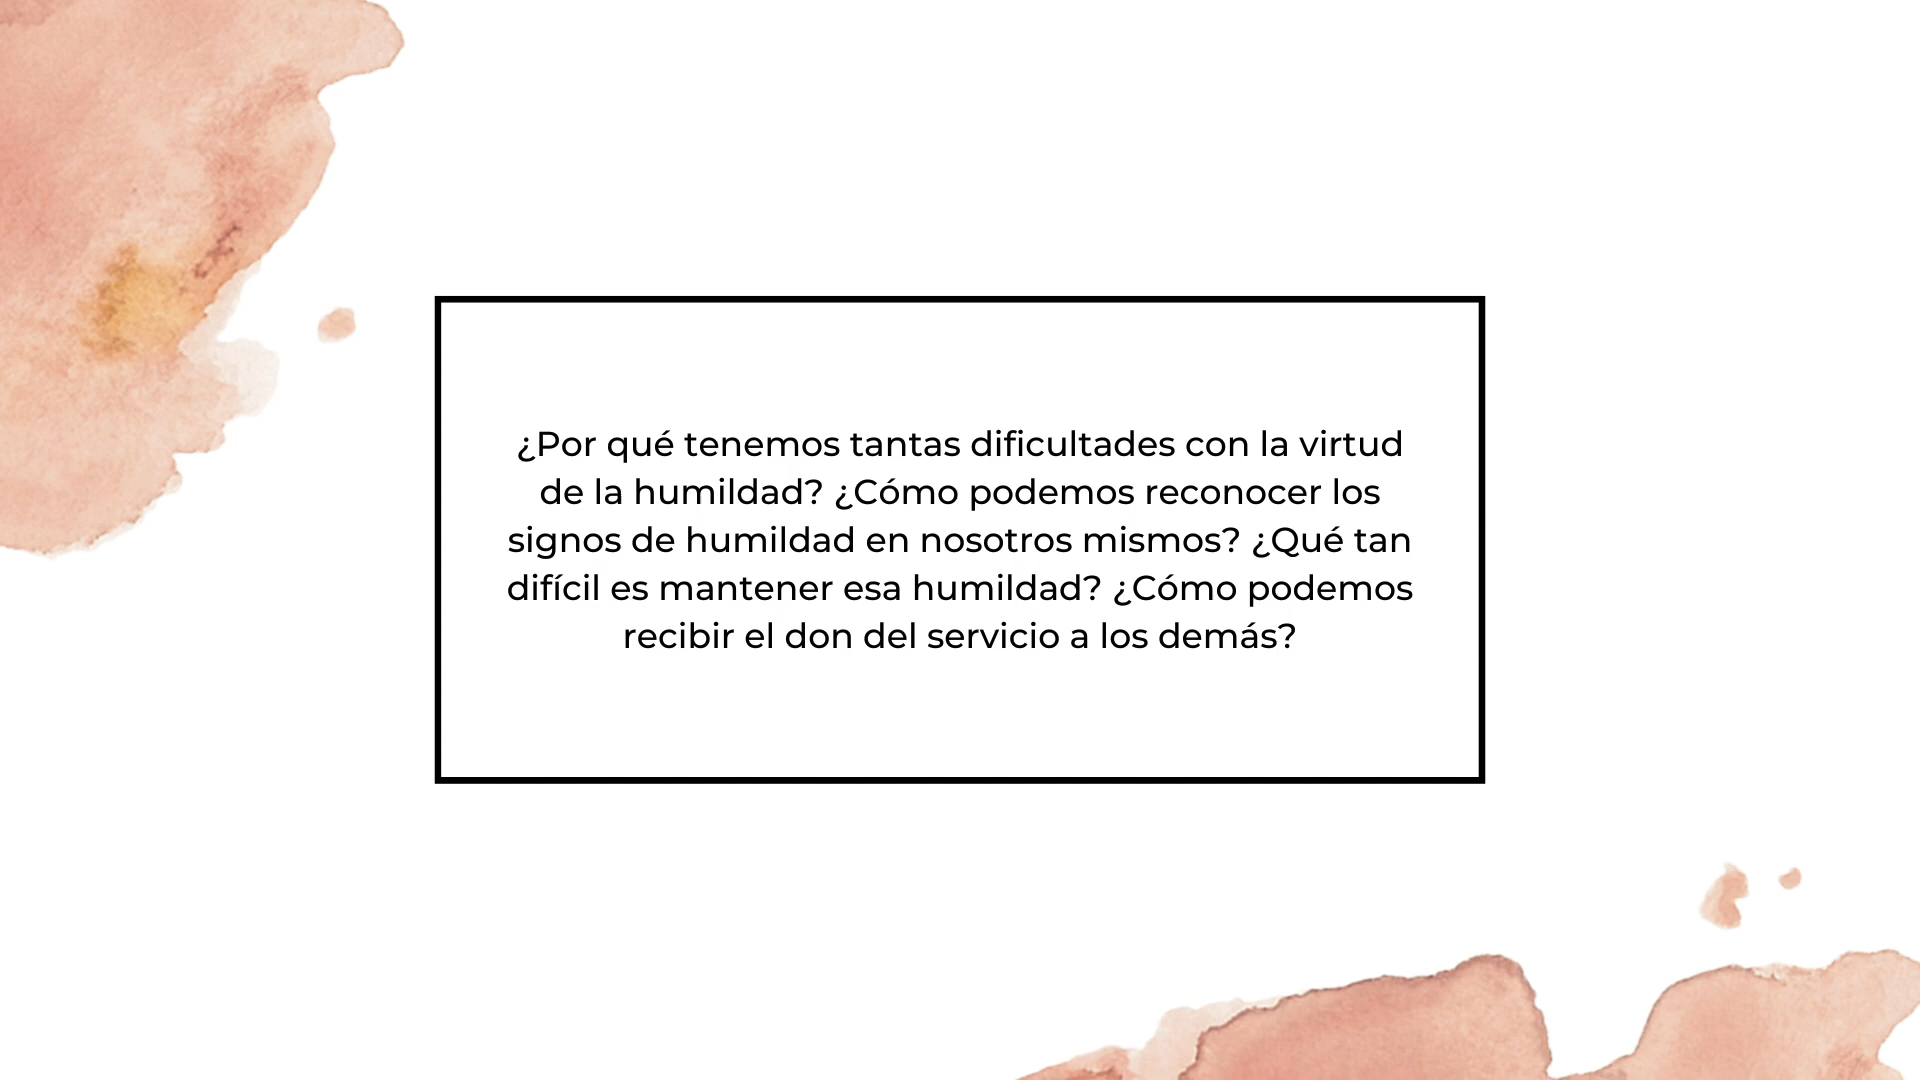 ¿Por qué tenemos tantas dificultades con la virtud
de la humildad? ¿Cómo podemos reconocer los
signos de humildad en nosotros mismos? ¿Qué tan
difícil es mantener esa humildad? ¿Cómo podemos
recibir el don del servicio a los demás?